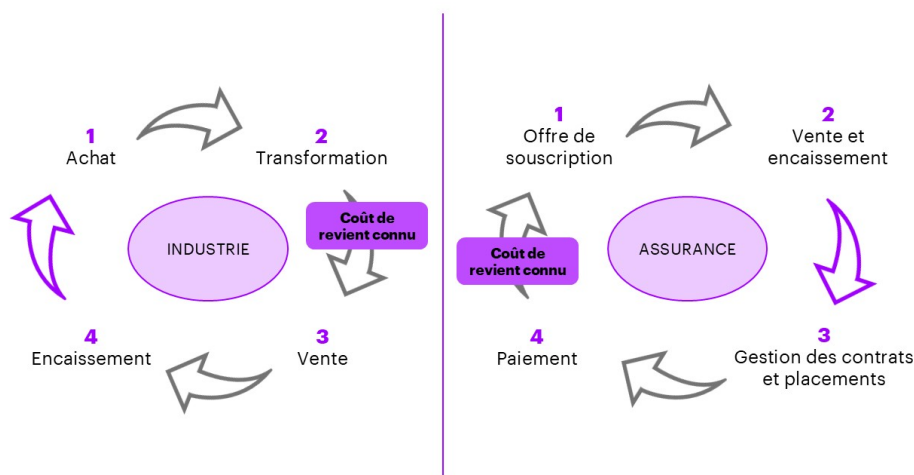 1
Achat
2
Transformation
Coût de
revient connu
INDUSTRIE
4
Encaissement
3
Vente
1
Offre de
souscription
2
Vente et
encaissement
Coût de
revient connu
ASSURANCE
4
Paiement
3
Gestion des contrats
et placements